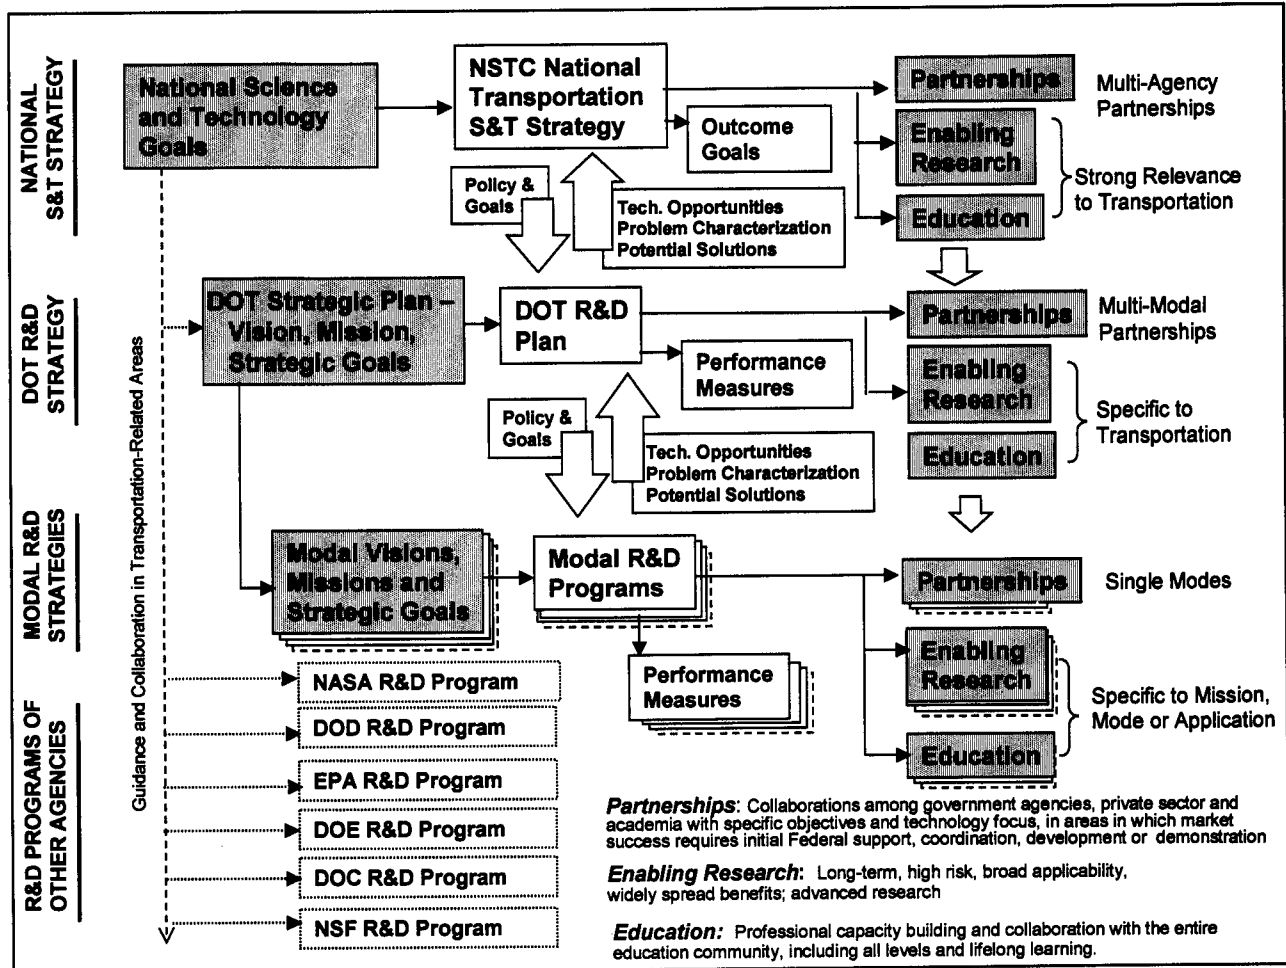 NATIONAL
S&T STRATEGY
National Science
and Technology
Goals
NSTC National
Transportation
S&T Strategy
Outcome
Goals
Policy &
Goals
Tech. Opportunities
Problem Characterization
Potential Solutions
Partnerships
Multi-Agency
Partnerships
Enabling
Research
Education
Strong Relevance
to Transportation
DOT R&D
STRATEGY
DOT Strategic Plan –
Vision, Mission,
Strategic Goals
DOT R&D
Plan
Performance
Measures
Policy &
Goals
Tech. Opportunities
Problem Characterization
Potential Solutions
Partnerships
Multi-Modal
Partnerships
Enabling
Research
Education
Specific to
Transportation
Guidance and Collaboration in Transportation-Related Areas
MODAL R&D
STRATEGIES
Modal Visions,
Missions and
Strategic Goals
Modal R&D
Programs
Performance
Measures
Partnerships
Single Modes
Enabling
Research
Education
Specific to Mission,
Mode or Application
R&D PROGRAMS OF
OTHER AGENCIES
NASA R&D Program
DOD R&D Program
EPA R&D Program
DOE R&D Program
DOC R&D Program
NSF R&D Program
Partnerships: Collaborations among government agencies, private sector and
academia with specific objectives and technology focus, in areas in which market
success requires initial Federal support, coordination, development or demonstration
Enabling Research: Long-term, high risk, broad applicability,
widely spread benefits; advanced research
Education: Professional capacity building and collaboration with the entire
education community, including all levels and lifelong learning.